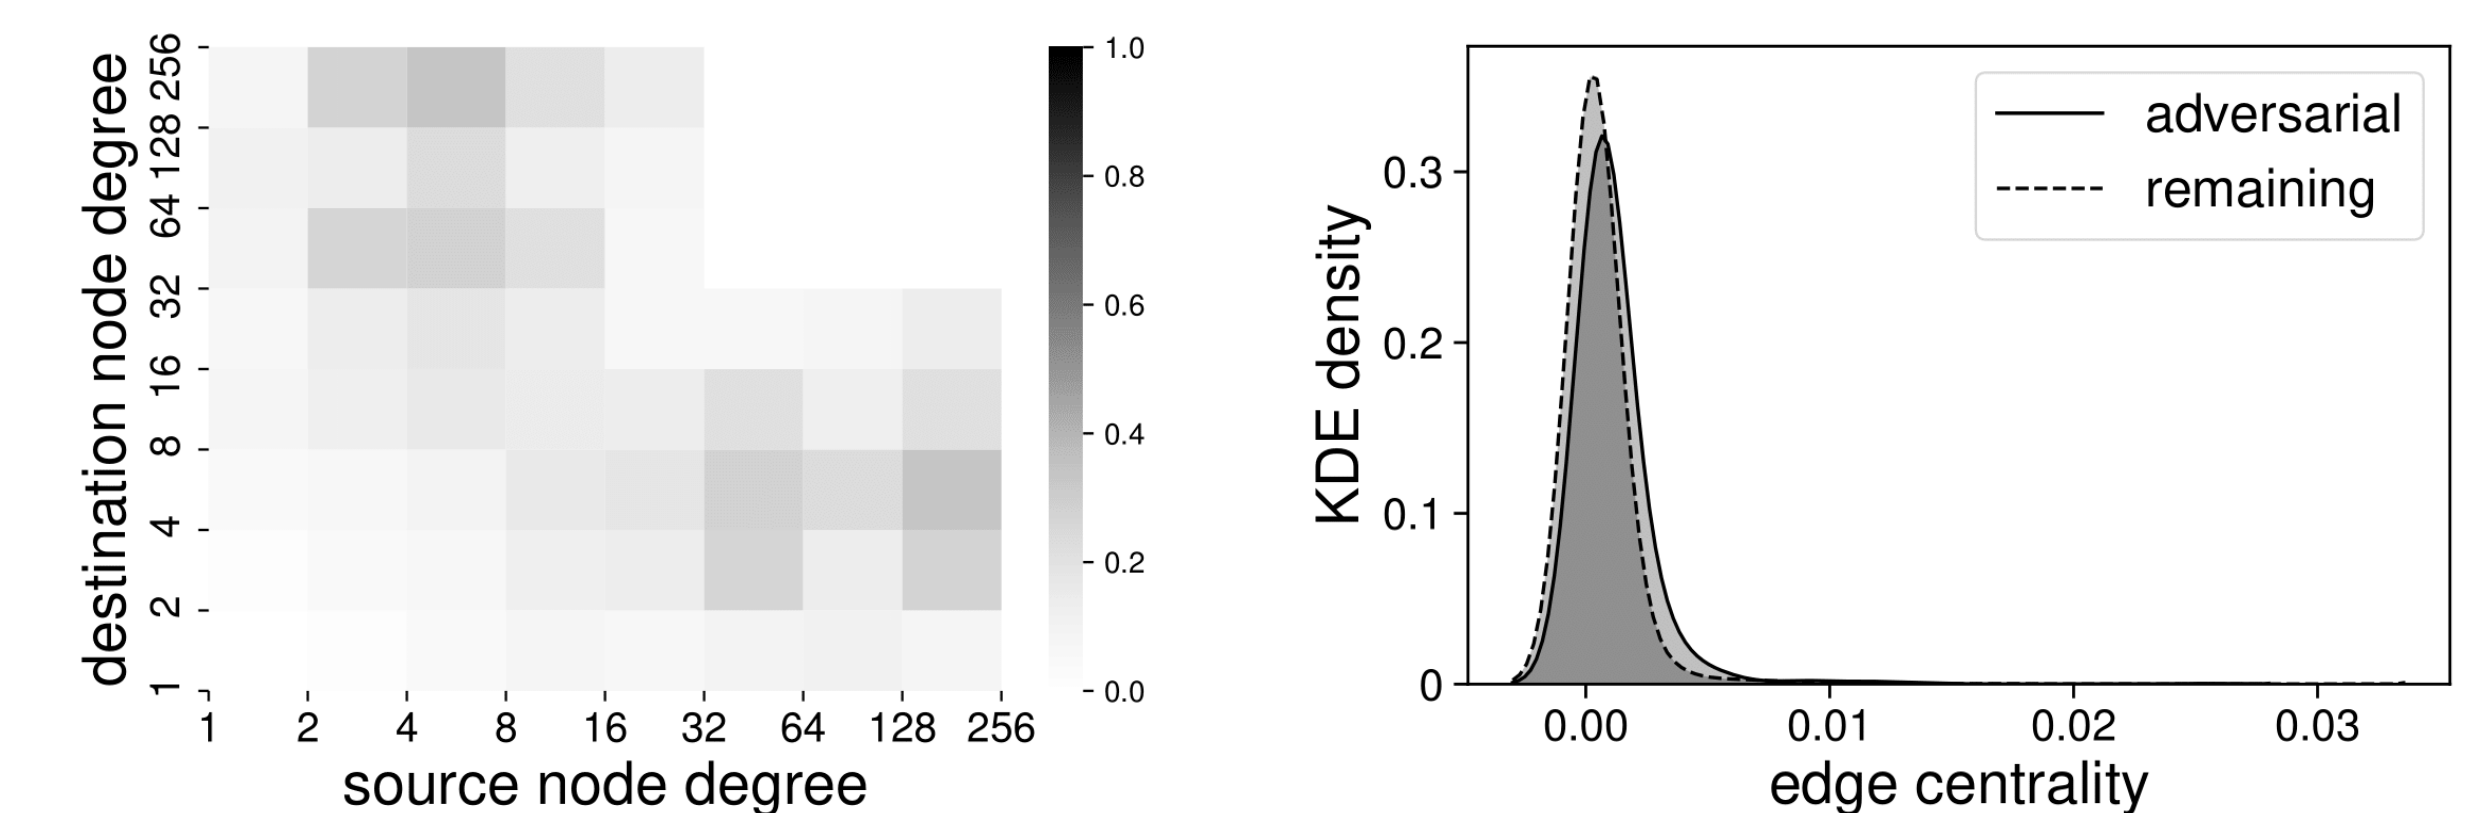 destination node degree
256
128
64
32
16
8
4
2
1
1 2 4 8 16 32 64 128 256
source node degree
1.0
0.8
0.6
0.4
0.2
0.0
KDE density
0.3
0.2
0.1
0
adversarial
remaining
0.00 0.01 0.02 0.03
edge centrality